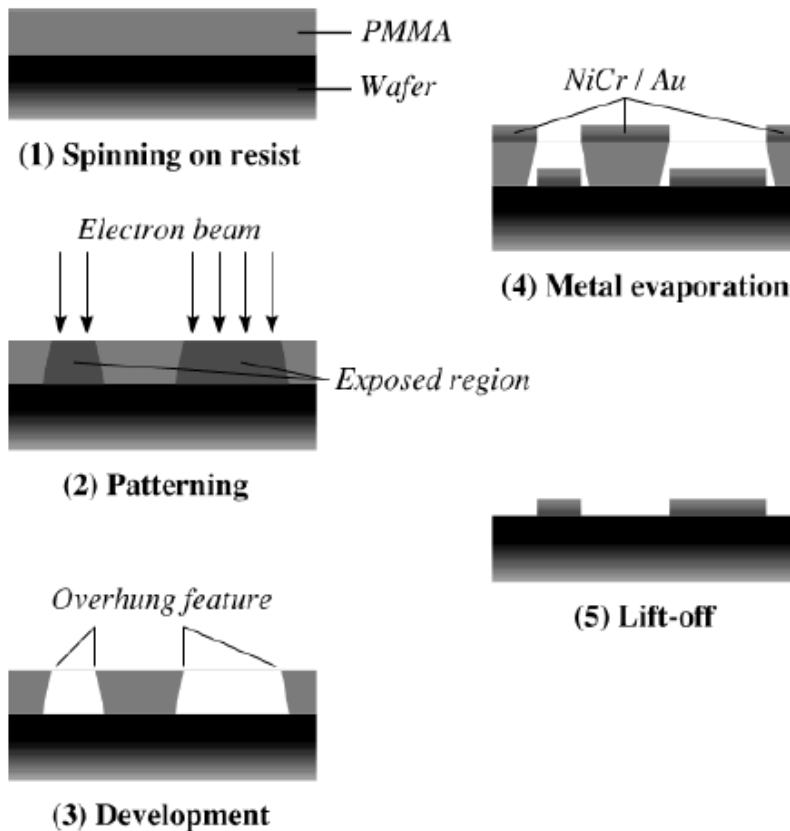 PMMA
Wafer
(1) Spinning on resist
Electron beam
Exposed region
(2) Patterning
Overhung feature
(3) Development
NiCr / Au
(4) Metal evaporation
(5) Lift-off